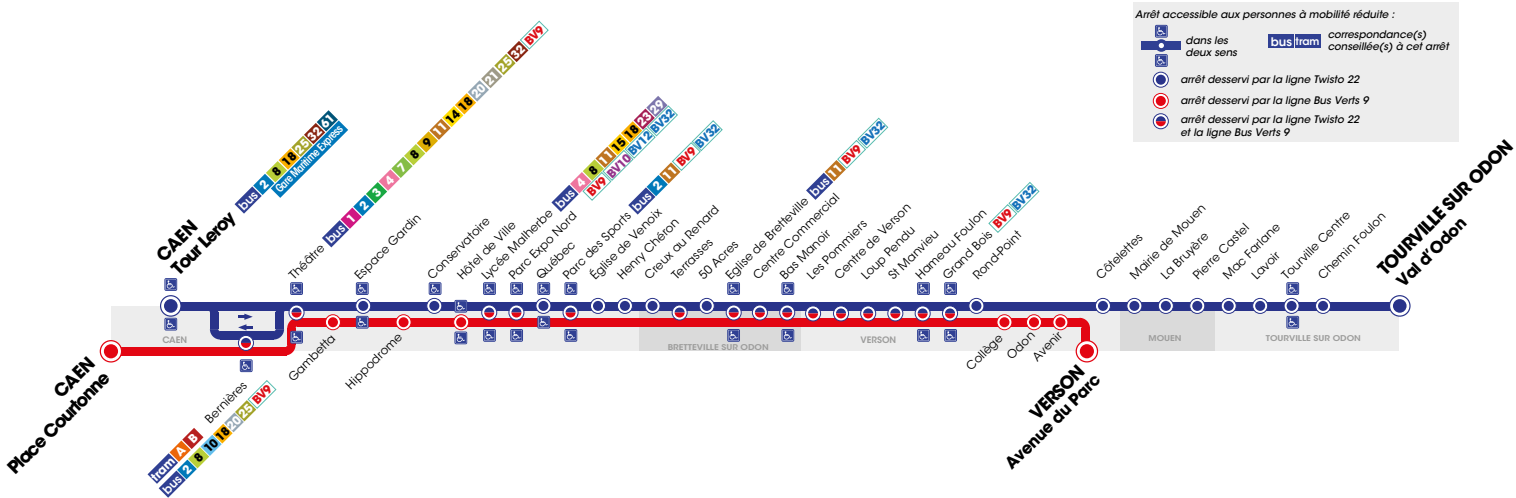 Arrêt accessible aux personnes à mobilité réduite :
dans les
deux sens
bus tram
correspondance(s)
conseillée(s) à cet arrêt
arrêt desservi par la ligne Twisto 22
arrêt desservi par la ligne Bus Verts 9
arrêt desservi par la ligne Twisto 22
et la ligne Bus Verts 9
CAEN
Tour Leroy
bus 2 8 18 25 32 61
Gare Maritime Express
Théâtre
bus 1 2 3 4 7 8 9 11 14 18 20 21 25 32 BV9
Espace Gardin
Conservatoire
Hôtel de Ville
Lycée Malherbe
bus 4 8 11 15 18 23 29
BV9 BV10 BV12 BV32
Parc Expo Nord
Québec
Parc des Sports
bus 2 11 BV9 BV32
Église de Venoix
Henry Chéron
Creux au Renard
Terrasses
50 Acres
Eglise de Bretteville
bus 11 BV9 BV32
Centre Commercial
Bas Manoir
Les Pommiers
Centre de Verson
Loup Pendu
St Manvieu
Hameau Foulon
Grand Bois
BV9 BV32
Rond-Point
Côtelettes
Mairie de Mouen
La Bruyère
Pierre Castel
Mac Farlane
Lavoir
Tourville Centre
Chemin Foulon
TOURVILLE SUR ODON
Val d'Odon
CAEN
BRETTEVILLE SUR ODON
VERSON
MOUEN
TOURVILLE SUR ODON
CAEN
Place Courtonne
Bernières
tram A B
bus 2 8 10 18 20 25 BV9
Gambetta
Hippodrome
Collège
Odon
Avenir
VERSON
Avenue du Parc